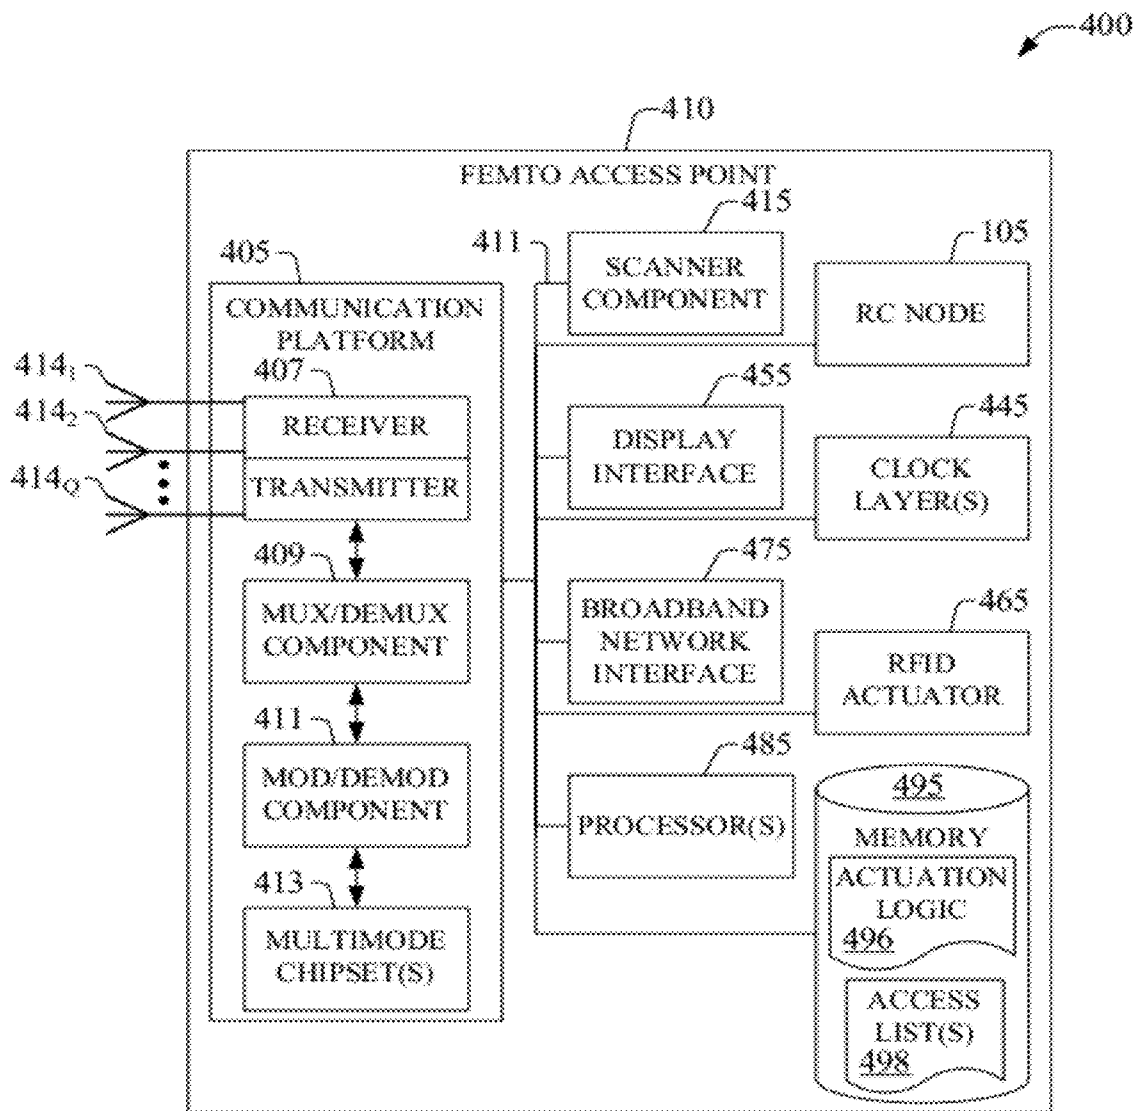 400
410
FEMTO ACCESS POINT
405
COMMUNICATION
PLATFORM
414₁
414₂
414Q
407
RECEIVER
TRANSMITTER
409
MUX/DEMUX
COMPONENT
411
MOD/DEMOD
COMPONENT
413
MULTIMODE
CHIPSET(S)
411
415
SCANNER
COMPONENT
455
DISPLAY
INTERFACE
475
BROADBAND
NETWORK
INTERFACE
485
PROCESSOR(S)
105
RC NODE
445
CLOCK
LAYER(S)
465
RFID
ACTUATOR
495
MEMORY
ACTUATION
LOGIC
496
ACCESS
LIST(S)
498